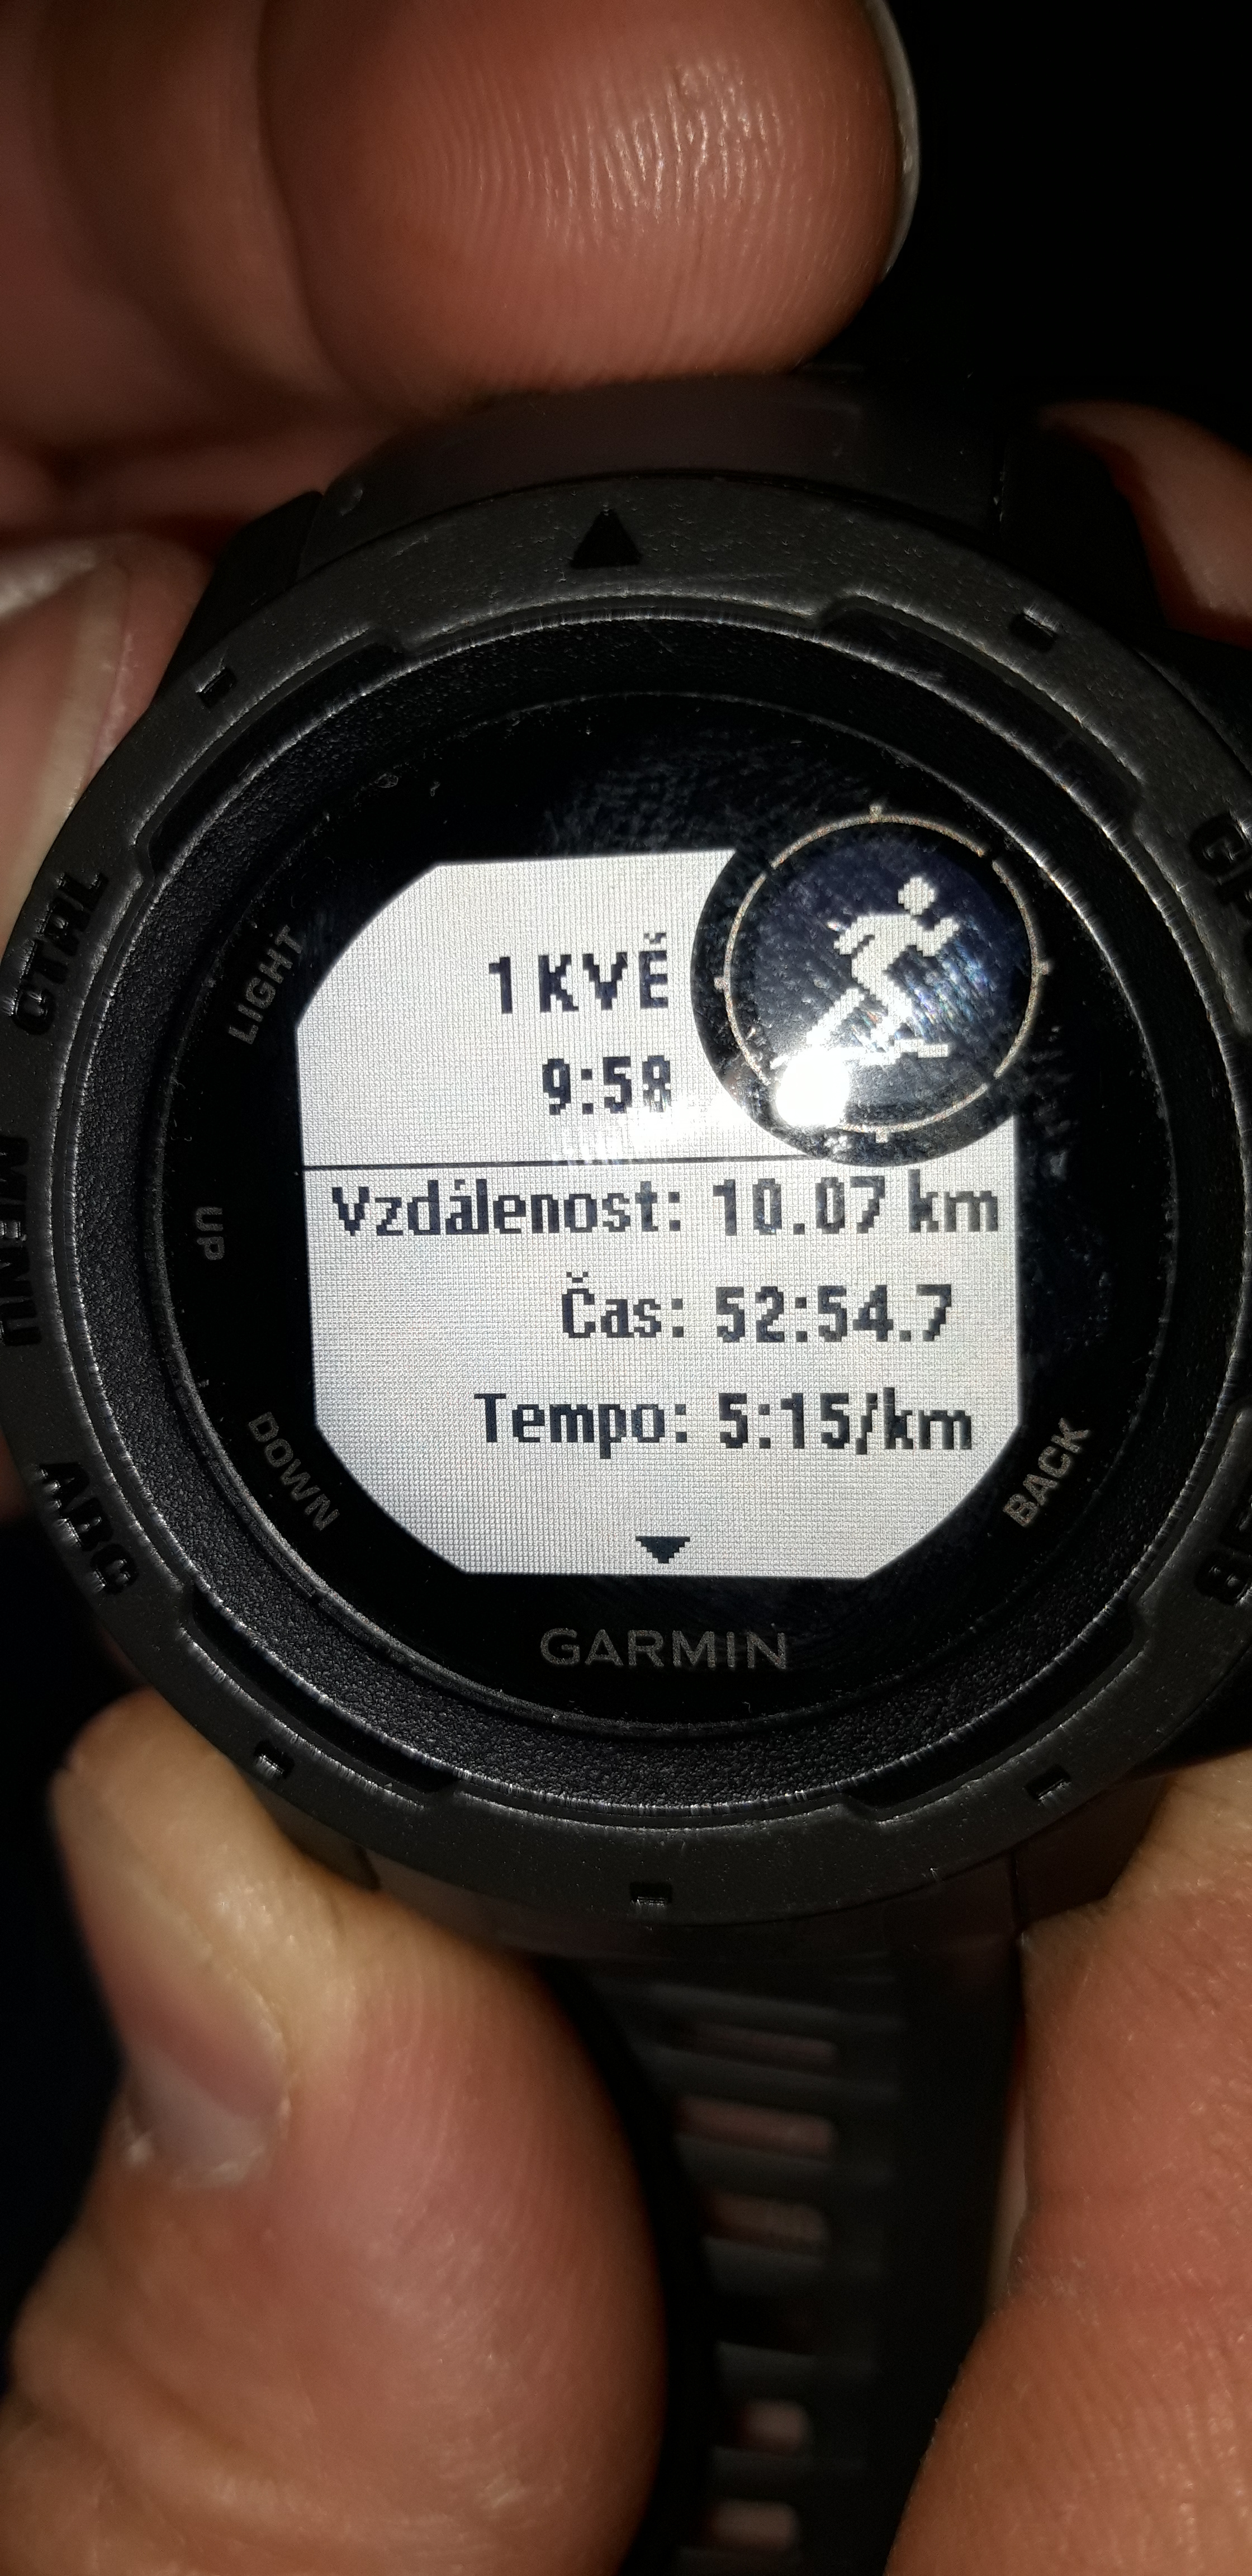 1 KVĚ
9:58
Vzdálenost: 10.07 km
Čas: 52:54.7
Tempo: 5:15/km
GARMIN
LIGHT
UP
DOWN
BACK
CTRL
MENU
ABC